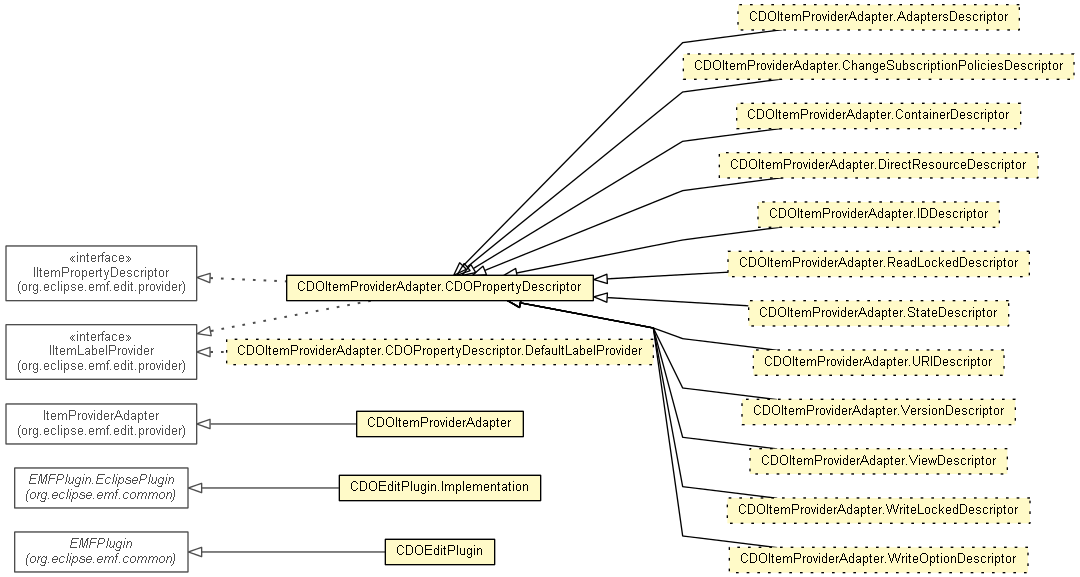 CDOItemProviderAdapter.AdaptersDescriptor
CDOItemProviderAdapter.ChangeSubscriptionPoliciesDescriptor
CDOItemProviderAdapter.ContainerDescriptor
CDOItemProviderAdapter.DirectResourceDescriptor
CDOItemProviderAdapter.IDDescriptor
«interface»
IItemPropertyDescriptor
(org.eclipse.emf.edit.provider)
CDOItemProviderAdapter.CDOPropertyDescriptor
CDOItemProviderAdapter.ReadLockedDescriptor
CDOItemProviderAdapter.StateDescriptor
«interface»
IItemLabelProvider
(org.eclipse.emf.edit.provider)
CDOItemProviderAdapter.CDOPropertyDescriptor.DefaultLabelProvider
CDOItemProviderAdapter.URIDescriptor
CDOItemProviderAdapter.VersionDescriptor
ItemProviderAdapter
(org.eclipse.emf.edit.provider)
CDOItemProviderAdapter
CDOItemProviderAdapter.ViewDescriptor
EMFPlugin.EclipsePlugin
(org.eclipse.emf.common)
CDOEditPlugin.Implementation
CDOItemProviderAdapter.WriteLockedDescriptor
EMFPlugin
(org.eclipse.emf.common)
CDOEditPlugin
CDOItemProviderAdapter.WriteOptionDescriptor